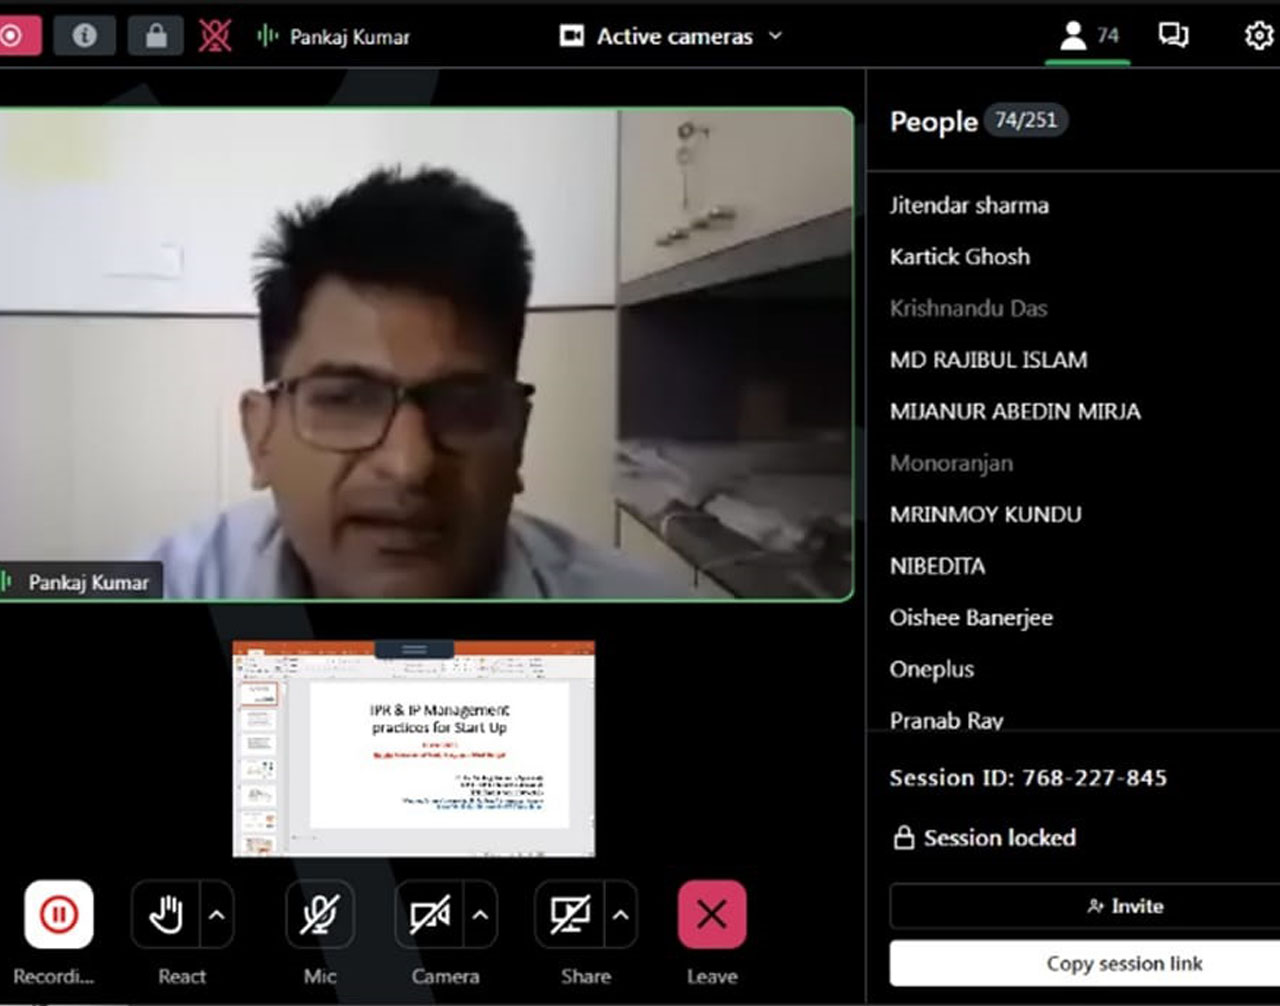 Pankaj Kumar
Active cameras
74
People 74/251
Jitendar sharma
Kartick Ghosh
Krishnandu Das
MD RAJIBUL ISLAM
MIJANUR ABEDIN MIRJA
Monoranjan
MRINMOY KUNDU
NIBEDITA
Oishee Banerjee
Oneplus
Pranab Ray
Pankaj Kumar
IPR & IP Management
practices for Start Up
Session ID: 768-227-845
Session locked
Invite
Copy session link
Recordi...
React
Mic
Camera
Share
Leave